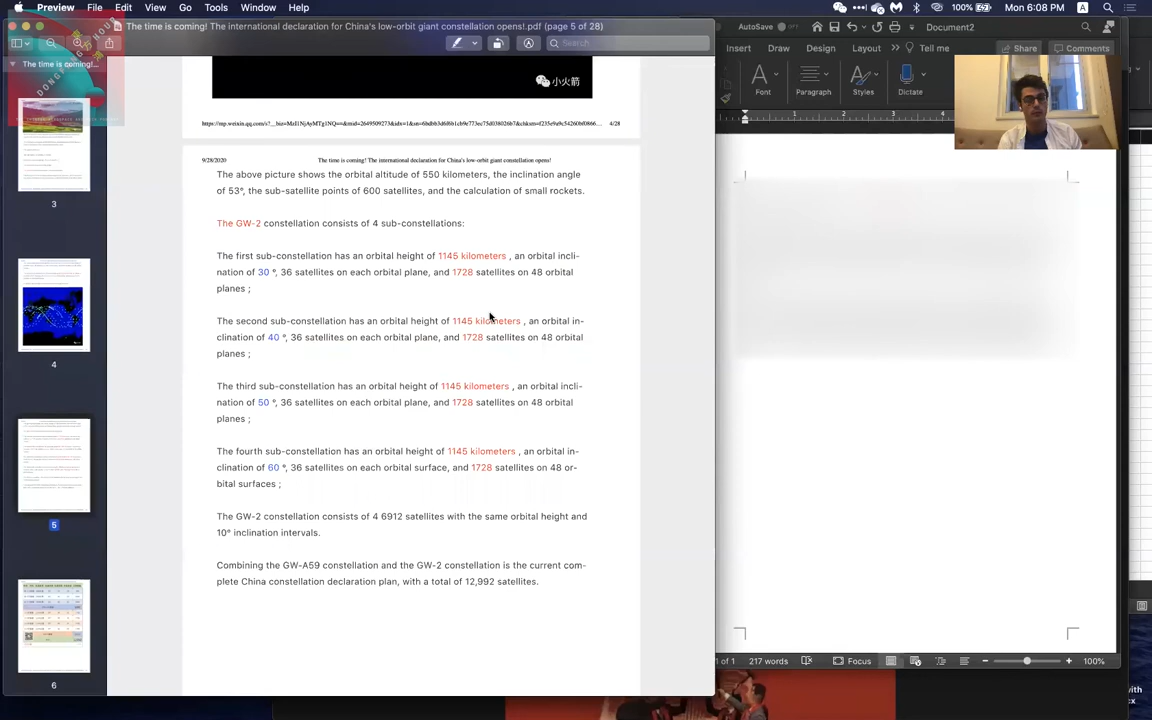 Preview File Edit View Go Tools Window Help
100% Mon 6:08 PM
The time is coming! The international declaration for China's low-orbit giant constellation opens!.pdf (page 5 of 28)
Search
The time is coming!...
3
4
5
6
小火箭
4/28
9/28/2020 The time is coming! The international declaration for China's low-orbit giant constellation opens!
The above picture shows the orbital altitude of 550 kilometers, the inclination angle
of 53°, the sub-satellite points of 600 satellites, and the calculation of small rockets.
The GW-2 constellation consists of 4 sub-constellations:
The first sub-constellation has an orbital height of 1145 kilometers , an orbital incli-
nation of 30 °, 36 satellites on each orbital plane, and 1728 satellites on 48 orbital
planes ;
The second sub-constellation has an orbital height of 1145 kilometers , an orbital in-
clination of 40 °, 36 satellites on each orbital plane, and 1728 satellites on 48 orbital
planes ;
The third sub-constellation has an orbital height of 1145 kilometers , an orbital incli-
nation of 50 °, 36 satellites on each orbital plane, and 1728 satellites on 48 orbital
planes ;
The fourth sub-constellation has an orbital height of 1145 kilometers , an orbital in-
clination of 60 °, 36 satellites on each orbital surface, and 1728 satellites on 48 or-
bital surfaces ;
The GW-2 constellation consists of 4 6912 satellites with the same orbital height and
10° inclination intervals.
Combining the GW-A59 constellation and the GW-2 constellation is the current com-
plete China constellation declaration plan, with a total of 12,992 satellites.
AutoSave OFF Document2
Insert Draw Design Layout Tell me Share Comments
Font Paragraph Styles Dictate
1 2 3 4
1 of 1 217 words Focus 100%